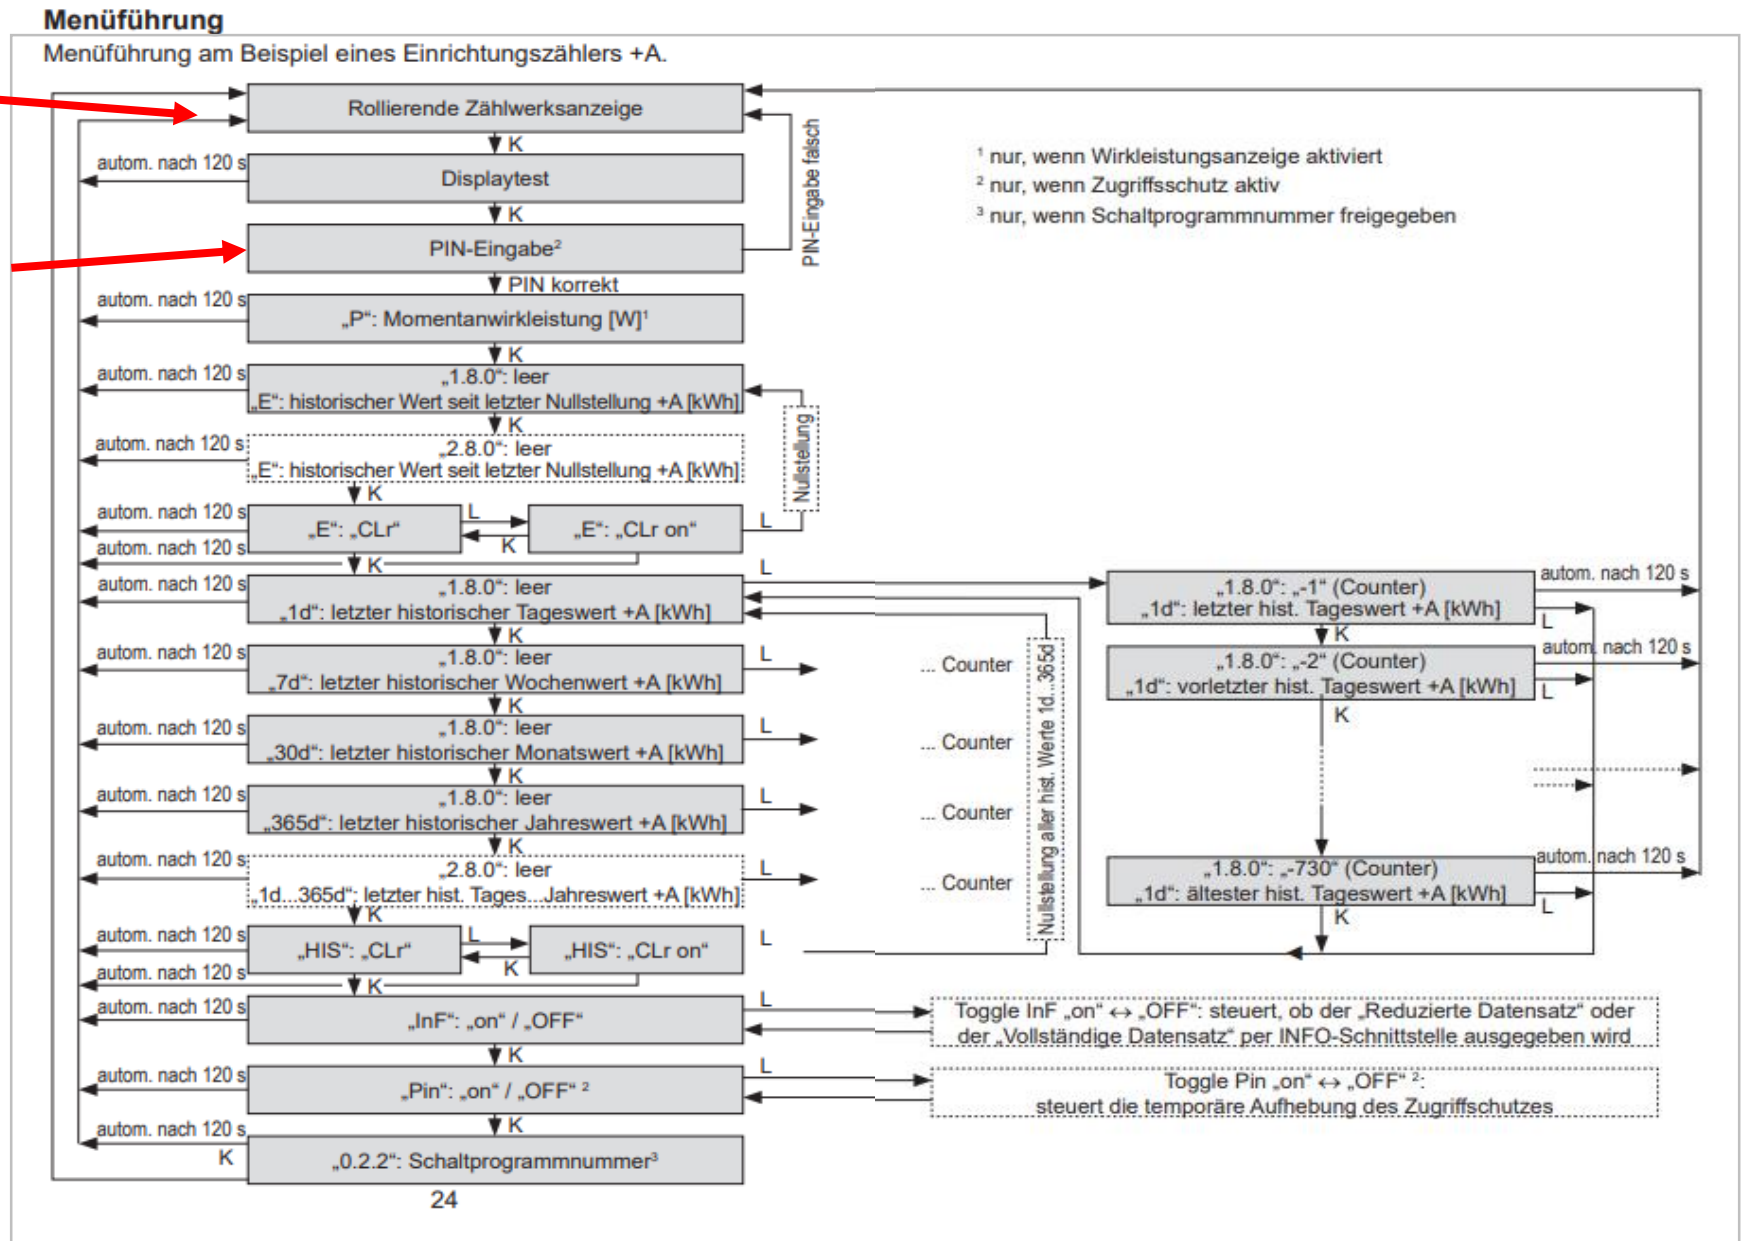 Menüführung
Menüführung am Beispiel eines Einrichtungszählers +A.
Rollierende Zählwerksanzeige
K
autom. nach 120 s
Displaytest
K
PIN-Eingabe²
PIN-Eingabe falsch
PIN korrekt
¹ nur, wenn Wirkleistungsanzeige aktiviert
² nur, wenn Zugriffsschutz aktiv
³ nur, wenn Schaltprogrammnummer freigegeben
autom. nach 120 s
„P“: Momentanwirkleistung [W]¹
K
autom. nach 120 s
„1.8.0“: leer
„E“: historischer Wert seit letzter Nullstellung +A [kWh]
K
autom. nach 120 s
„2.8.0“: leer
„E“: historischer Wert seit letzter Nullstellung +A [kWh]
Nullstellung
K
autom. nach 120 s
„E“: „CLr“
L
K
„E“: „CLr on“
L
autom. nach 120 s
K
autom. nach 120 s
„1.8.0“: leer
„1d“: letzter historischer Tageswert +A [kWh]
L
K
autom. nach 120 s
„1.8.0“: leer
„7d“: letzter historischer Wochenwert +A [kWh]
L
... Counter
K
autom. nach 120 s
„1.8.0“: leer
„30d“: letzter historischer Monatswert +A [kWh]
L
... Counter
K
autom. nach 120 s
„1.8.0“: leer
„365d“: letzter historischer Jahreswert +A [kWh]
L
... Counter
K
autom. nach 120 s
„2.8.0“: leer
„1d...365d“: letzter hist. Tages...Jahreswert +A [kWh]
L
... Counter
Nullstellung aller hist. Werte 1d...365d
K
autom. nach 120 s
„HIS“: „CLr“
L
K
„HIS“: „CLr on“
L
autom. nach 120 s
K
„1.8.0“: „-1“ (Counter)
„1d“: letzter hist. Tageswert +A [kWh]
autom. nach 120 s
L
K
„1.8.0“: „-2“ (Counter)
„1d“: vorletzter hist. Tageswert +A [kWh]
autom. nach 120 s
L
K
„1.8.0“: „-730“ (Counter)
„1d“: ältester hist. Tageswert +A [kWh]
autom. nach 120 s
L
K
autom. nach 120 s
„InF“: „on“ / „OFF“
L
Toggle InF „on“ ↔ „OFF“: steuert, ob der „Reduzierte Datensatz“ oder
der „Vollständige Datensatz“ per INFO-Schnittstelle ausgegeben wird
K
autom. nach 120 s
„Pin“: „on“ / „OFF“ ²
L
Toggle Pin „on“ ↔ „OFF“ ²:
steuert die temporäre Aufhebung des Zugriffschutzes
K
autom. nach 120 s
K
„0.2.2“: Schaltprogrammnummer³
24